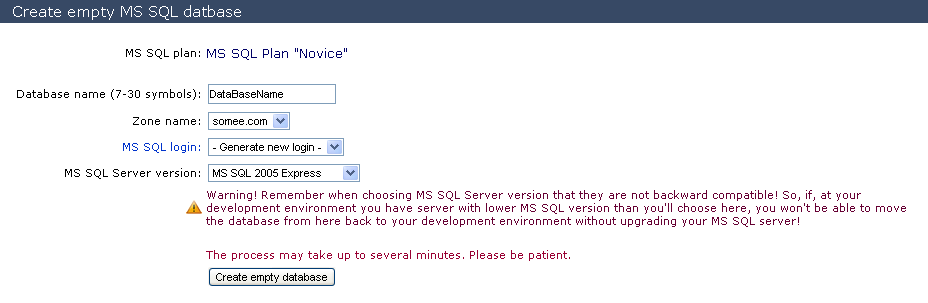 Create empty MS SQL datbase
MS SQL plan: MS SQL Plan "Novice"
Database name (7-30 symbols): DataBaseName
Zone name: somee.com
MS SQL login: - Generate new login -
MS SQL Server version: MS SQL 2005 Express
Warning! Remember when choosing MS SQL Server version that they are not backward compatible! So, if, at your
development environment you have server with lower MS SQL version than you'll choose here, you won't be able to move
the database from here back to your development environment without upgrading your MS SQL server!
The process may take up to several minutes. Please be patient.
Create empty database